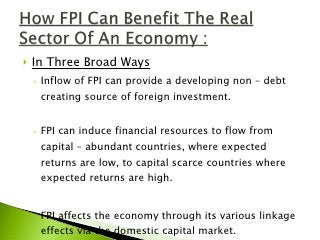 How FPI Can Benefit The Real
Sector Of An Economy :
In Three Broad Ways
Inflow of FPI can provide a developing non – debt
creating source of foreign investment.
FPI can induce financial resources to flow from
capital – abundant countries, where expected
returns are low, to capital scarce countries where
expected returns are high.
FPI affects the economy through its various linkage
effects via the domestic capital market.